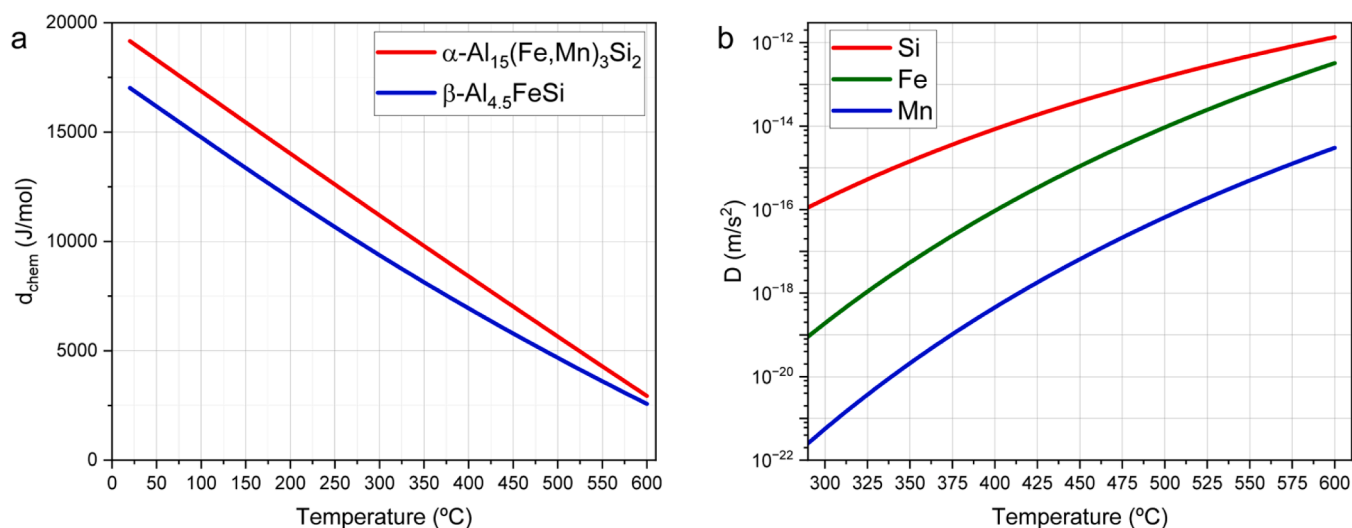 a
20000
15000
10000
5000
0
d_chem (J/mol)
α-Al₁₅(Fe,Mn)₃Si₂
β-Al₄.₅FeSi
0 50 100 150 200 250 300 350 400 450 500 550 600
Temperature (ºC)
b
10⁻¹²
10⁻¹⁴
10⁻¹⁶
10⁻¹⁸
10⁻²⁰
10⁻²²
D (m/s²)
Si
Fe
Mn
300 325 350 375 400 425 450 475 500 525 550 575 600
Temperature (ºC)